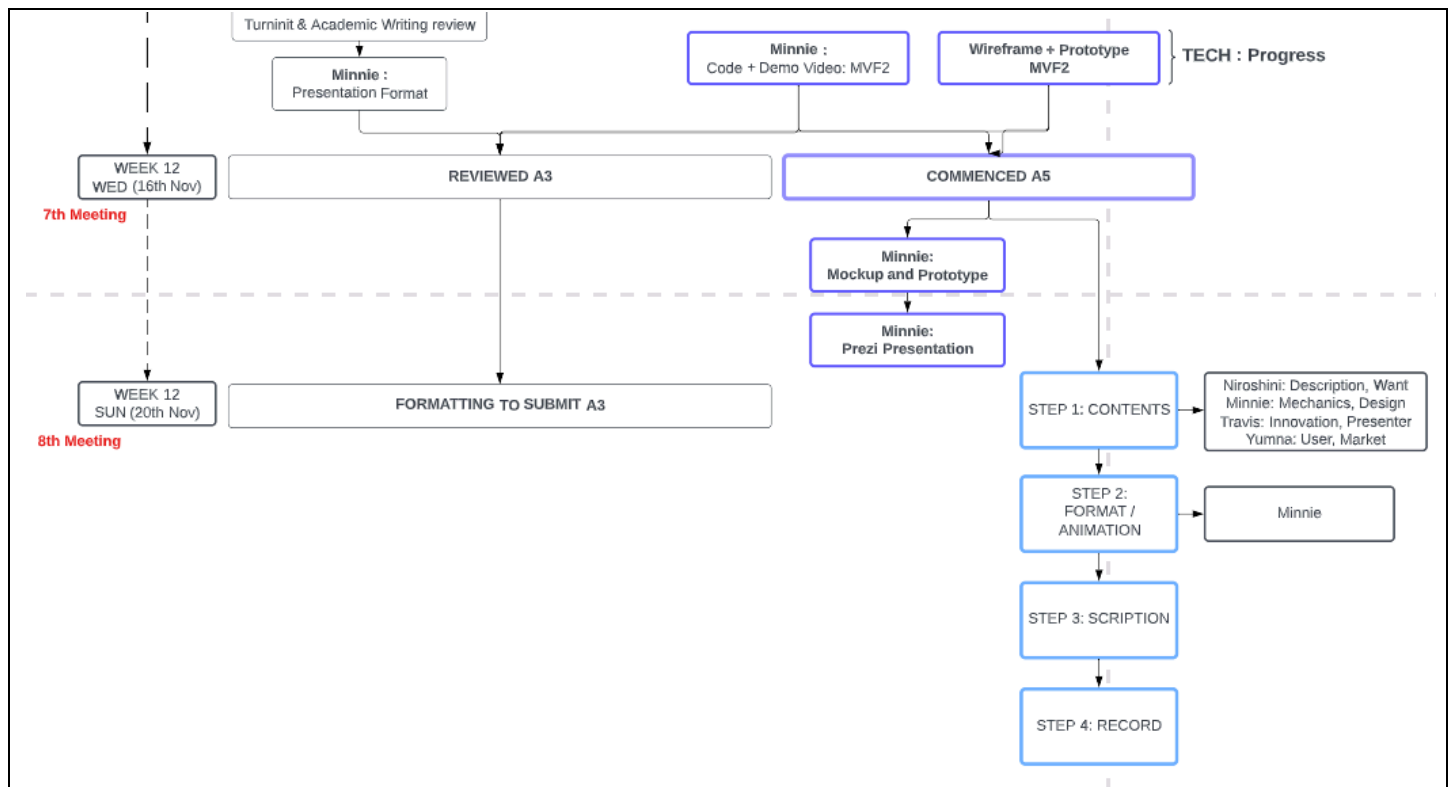 Turninit & Academic Writing review
Minnie :
Presentation Format
Minnie :
Code + Demo Video: MVF2
Wireframe + Prototype
MVF2
TECH : Progress
WEEK 12
WED (16th Nov)
7th Meeting
REVIEWED A3
COMMENCED A5
Minnie:
Mockup and Prototype
Minnie:
Prezi Presentation
WEEK 12
SUN (20th Nov)
8th Meeting
FORMATTING TO SUBMIT A3
STEP 1: CONTENTS
Niroshini: Description, Want
Minnie: Mechanics, Design
Travis: Innovation, Presenter
Yumna: User, Market
STEP 2:
FORMAT /
ANIMATION
Minnie
STEP 3: SCRIPTION
STEP 4: RECORD